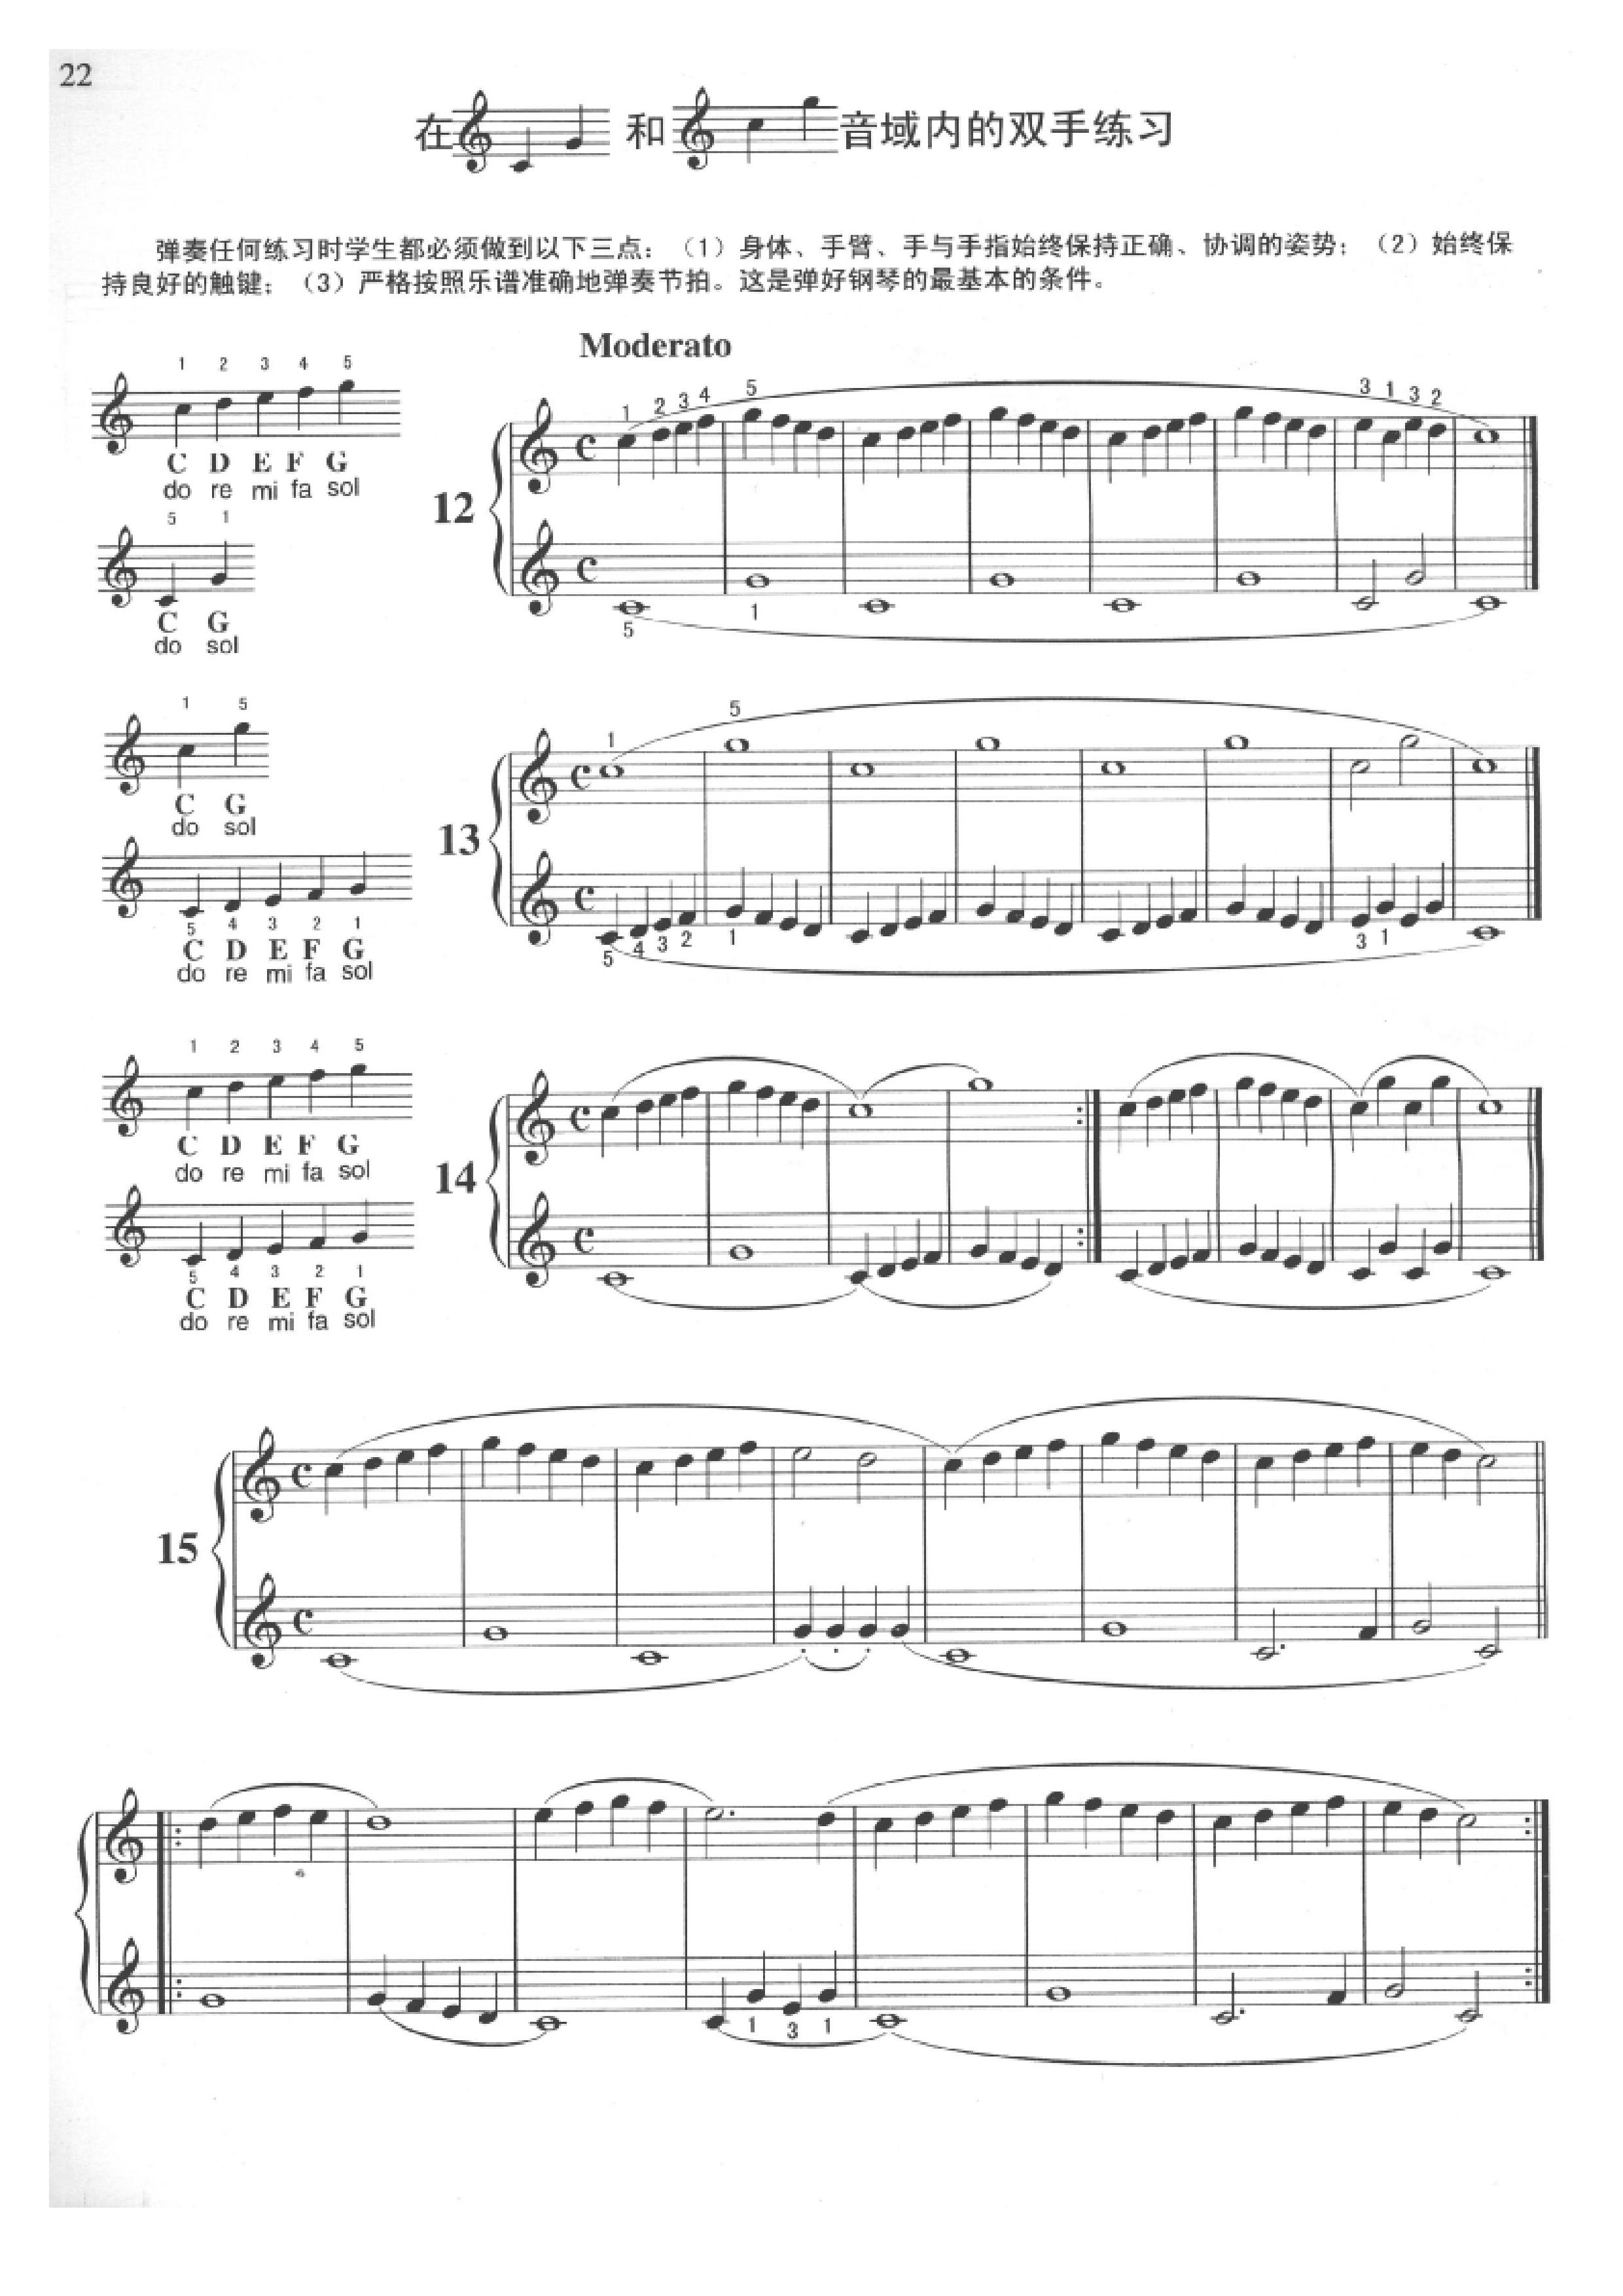 22
在 和 音域内的双手练习
弹奏任何练习时学生都必须做到以下三点：（1）身体、手臂、手与手指始终保持正确、协调的姿势；（2）始终保
持良好的触键；（3）严格按照乐谱准确地弹奏节拍。这是弹好钢琴的最基本的条件。
Moderato
1 2 3 4 5
C D E F G
do re mi fa sol
5 1
C G
do sol
12
1 2 3 4 5 3 1 3 2
5 1
1 5
C G
do sol
5 4 3 2 1
C D E F G
do re mi fa sol
13
1 5
5 4 3 2 1 3 1
1 2 3 4 5
C D E F G
do re mi fa sol
5 4 3 2 1
C D E F G
do re mi fa sol
14
15
1 3 1